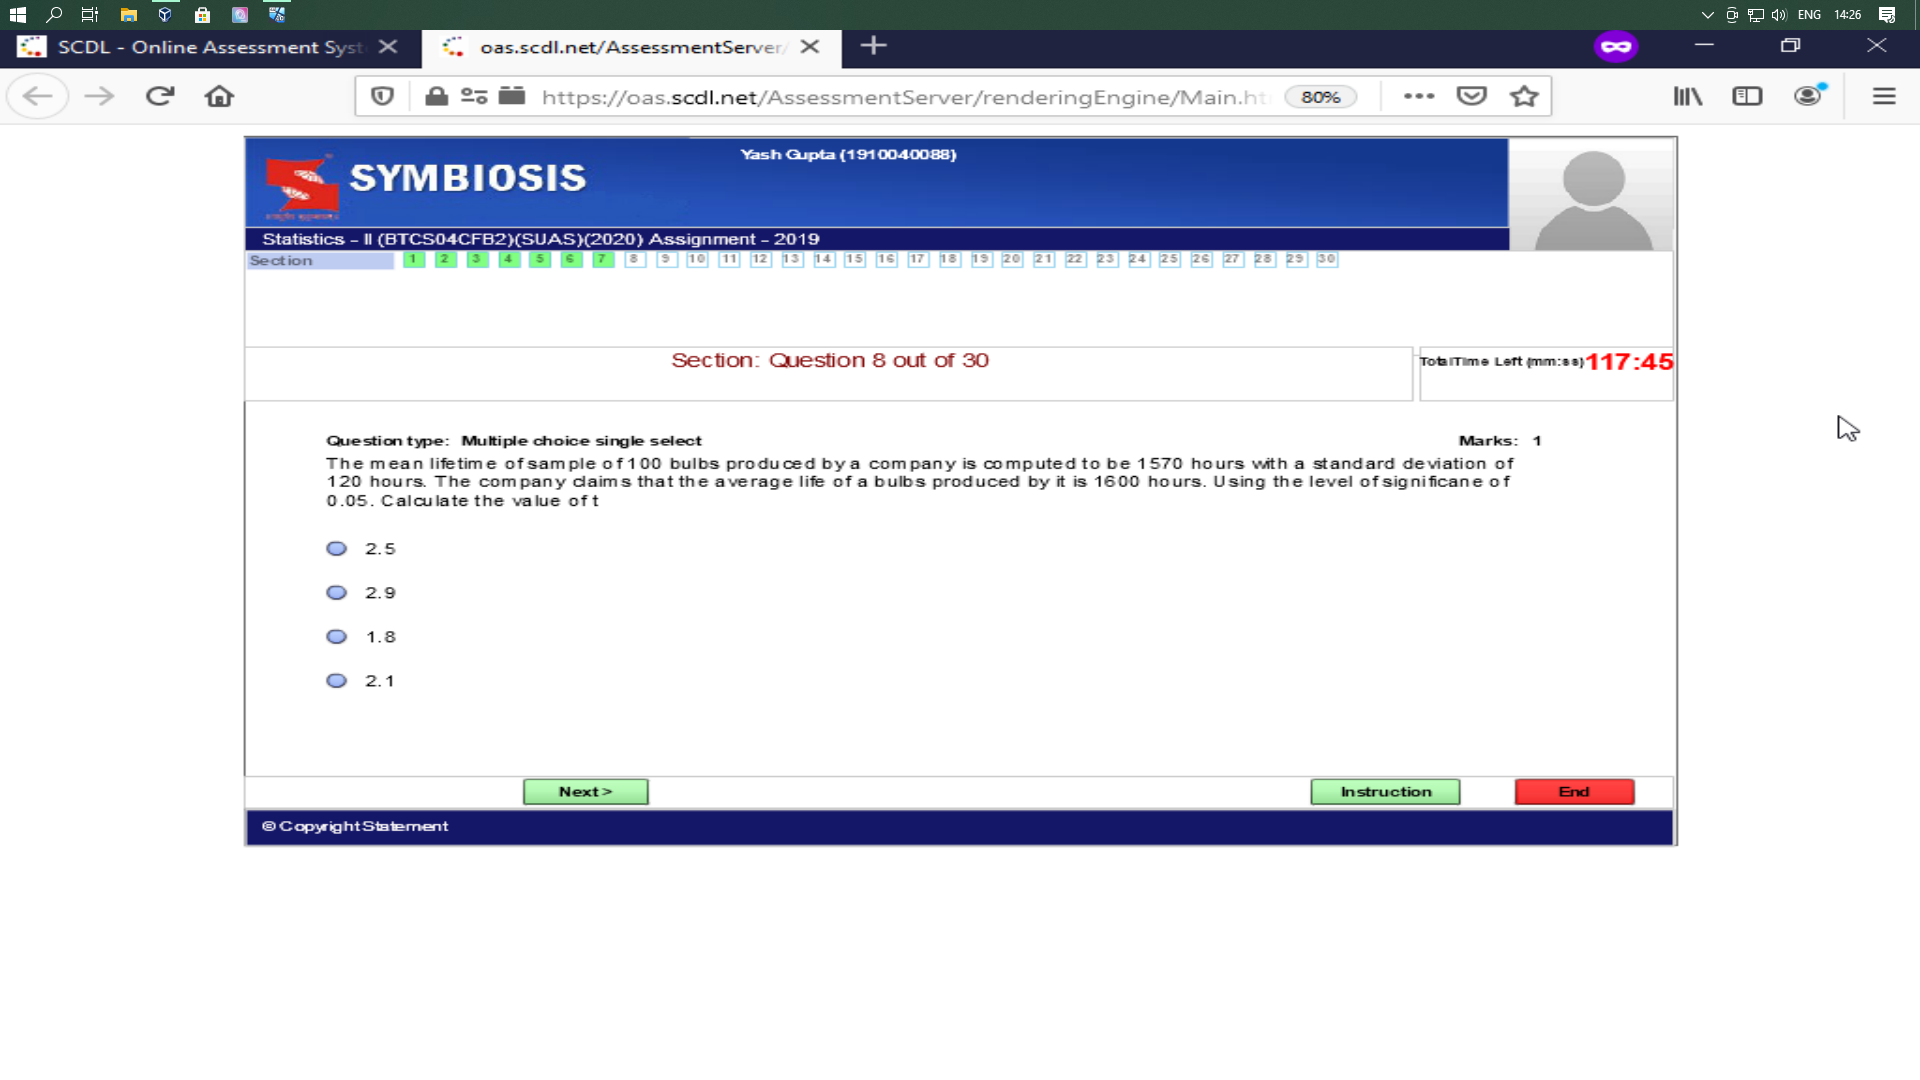 ENG 14:26
SCDL - Online Assessment Syst
oas.scdl.net/AssessmentServer/
https://oas.scdl.net/AssessmentServer/renderingEngine/Main.ht 80%
Yash Gupta (1910040088)
SYMBIOSIS
Statistics - II (BTCS04CFB2)(SUAS)(2020) Assignment - 2019
Section 1 2 3 4 5 6 7 8 9 10 11 12 13 14 15 16 17 18 19 20 21 22 23 24 25 26 27 28 29 30
Section: Question 8 out of 30
Total Time Left (mm:ss) 117:45
Question type: Multiple choice single select Marks: 1
The mean lifetime of sample of 100 bulbs produced by a company is computed to be 1570 hours with a standard deviation of
120 hours. The company claims that the average life of a bulbs produced by it is 1600 hours. Using the level of significane of
0.05. Calculate the value of t
2.5
2.9
1.8
2.1
Next >
Instruction
End
© Copyright Statement